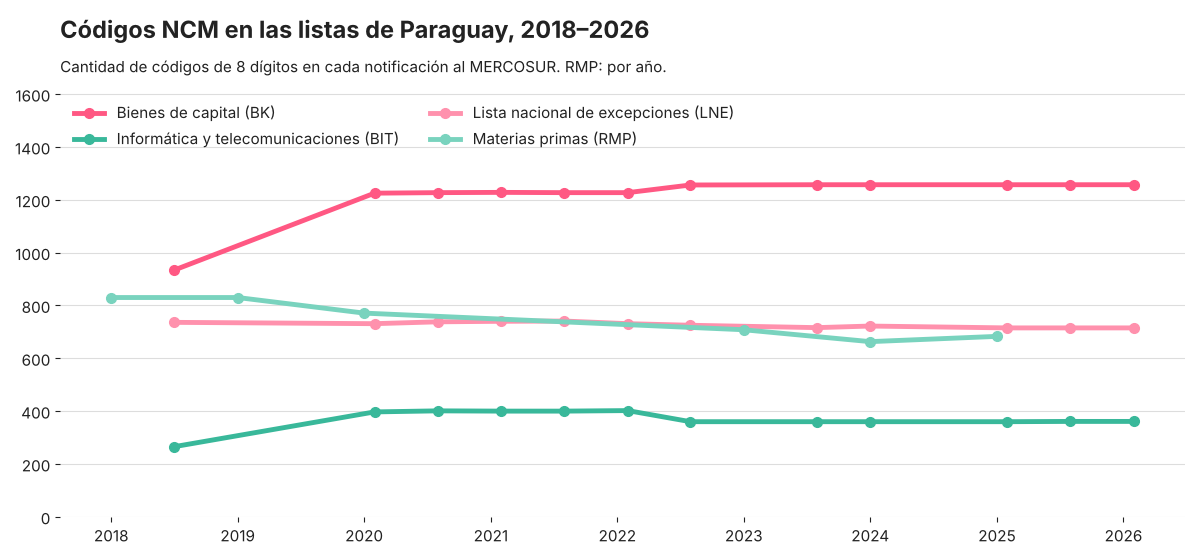 Códigos NCM en las listas de Paraguay, 2018–2026
Cantidad de códigos de 8 dígitos en cada notificación al MERCOSUR. RMP: por año.
Bienes de capital (BK)
Informática y telecomunicaciones (BIT)
Lista nacional de excepciones (LNE)
Materias primas (RMP)
1600
1400
1200
1000
800
600
400
200
0
2018 2019 2020 2021 2022 2023 2024 2025 2026